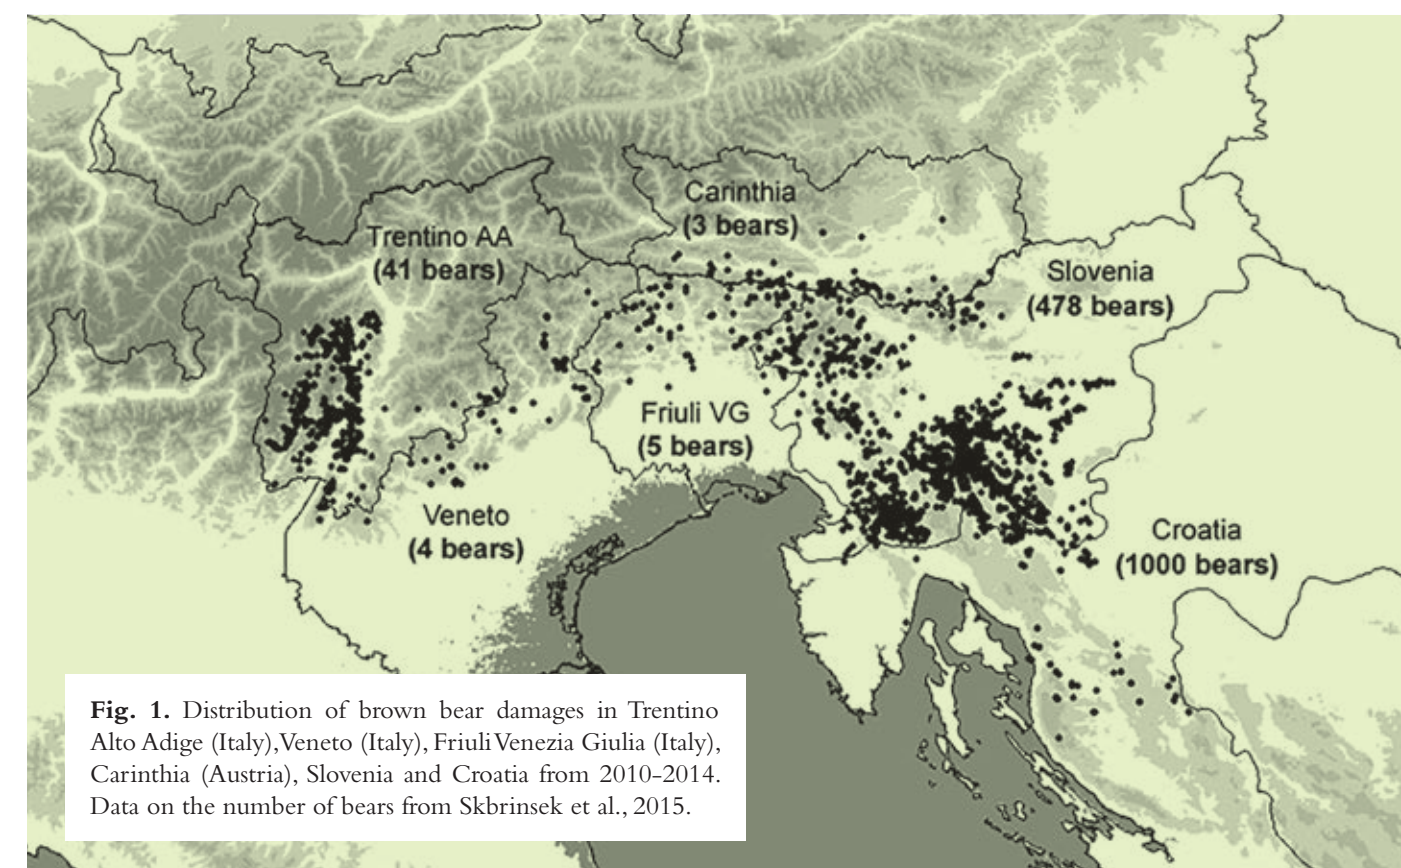 Carinthia
(3 bears)
Trentino AA
(41 bears)
Slovenia
(478 bears)
Friuli VG
(5 bears)
Veneto
(4 bears)
Croatia
(1000 bears)
Fig. 1. Distribution of brown bear damages in Trentino
Alto Adige (Italy),Veneto (Italy), Friuli Venezia Giulia (Italy),
Carinthia (Austria), Slovenia and Croatia from 2010-2014.
Data on the number of bears from Skbrinsek et al., 2015.